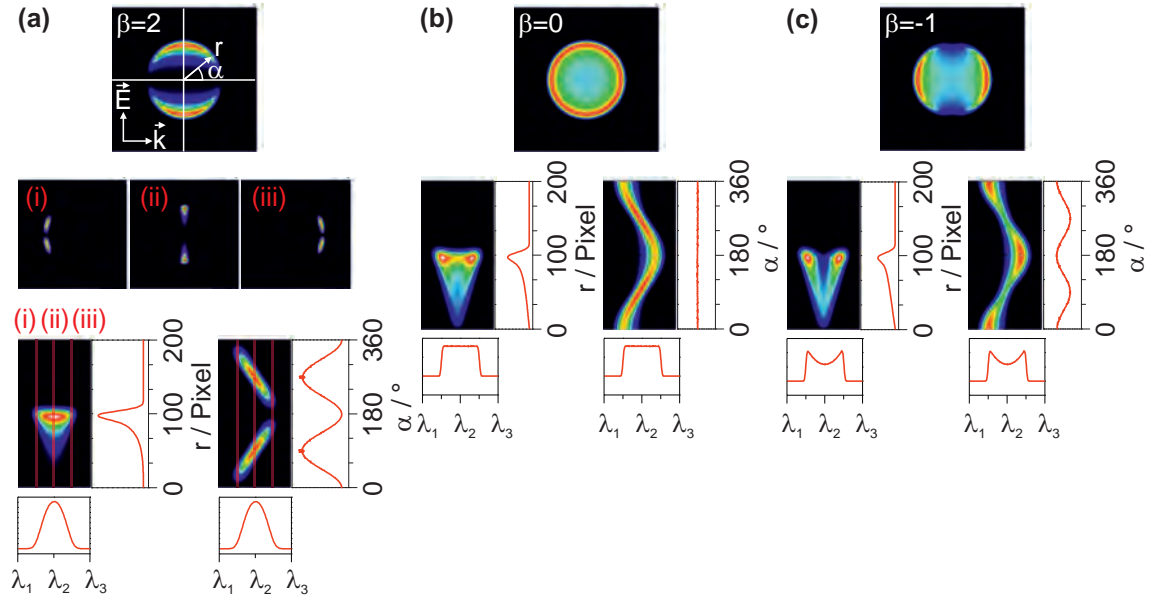 (a)
β=2
r
α
E
k
(i)
(ii)
(iii)
(i) (ii) (iii)
200
100
0
r / Pixel
360
180
0
α / °
λ₁ λ₂ λ₃
λ₁ λ₂ λ₃
(b)
β=0
200
100
0
r / Pixel
360
180
0
α / °
λ₁ λ₂ λ₃
λ₁ λ₂ λ₃
(c)
β=-1
200
100
0
r / Pixel
360
180
0
α / °
λ₁ λ₂ λ₃
λ₁ λ₂ λ₃